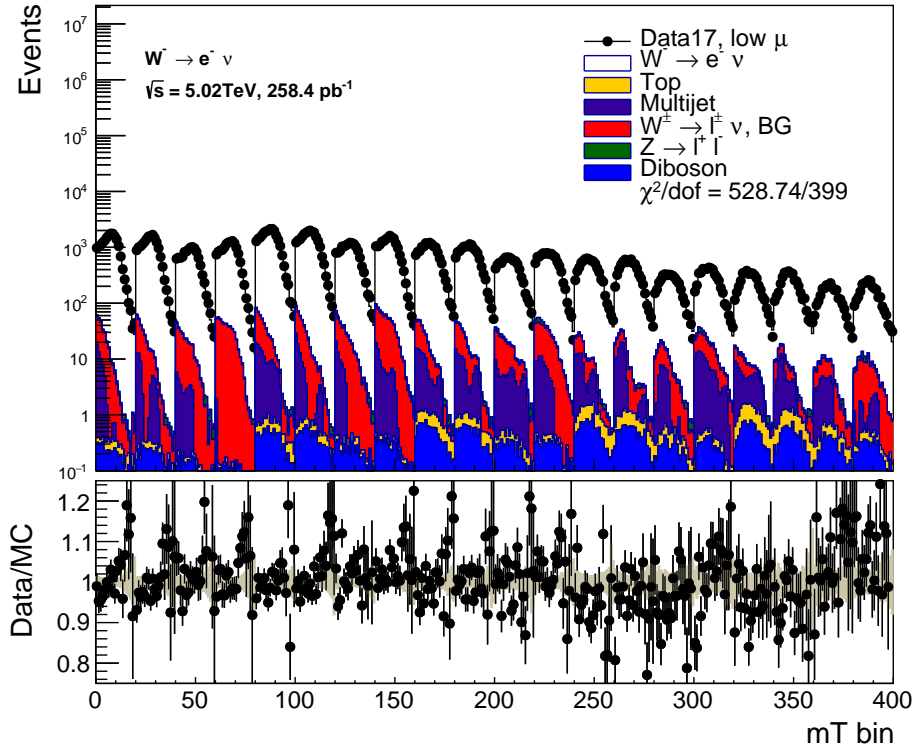 Events
10⁷
10⁶
10⁵
10⁴
10³
10²
10
1
10⁻¹
W⁻ → e⁻ ν
√s = 5.02TeV, 258.4 pb⁻¹
Data17, low μ
W⁻ → e⁻ ν
Top
Multijet
W± → l± ν, BG
Z → l⁺ l⁻
Diboson
χ²/dof = 528.74/399
Data/MC
1.2
1.1
1
0.9
0.8
0 50 100 150 200 250 300 350 400
mT bin